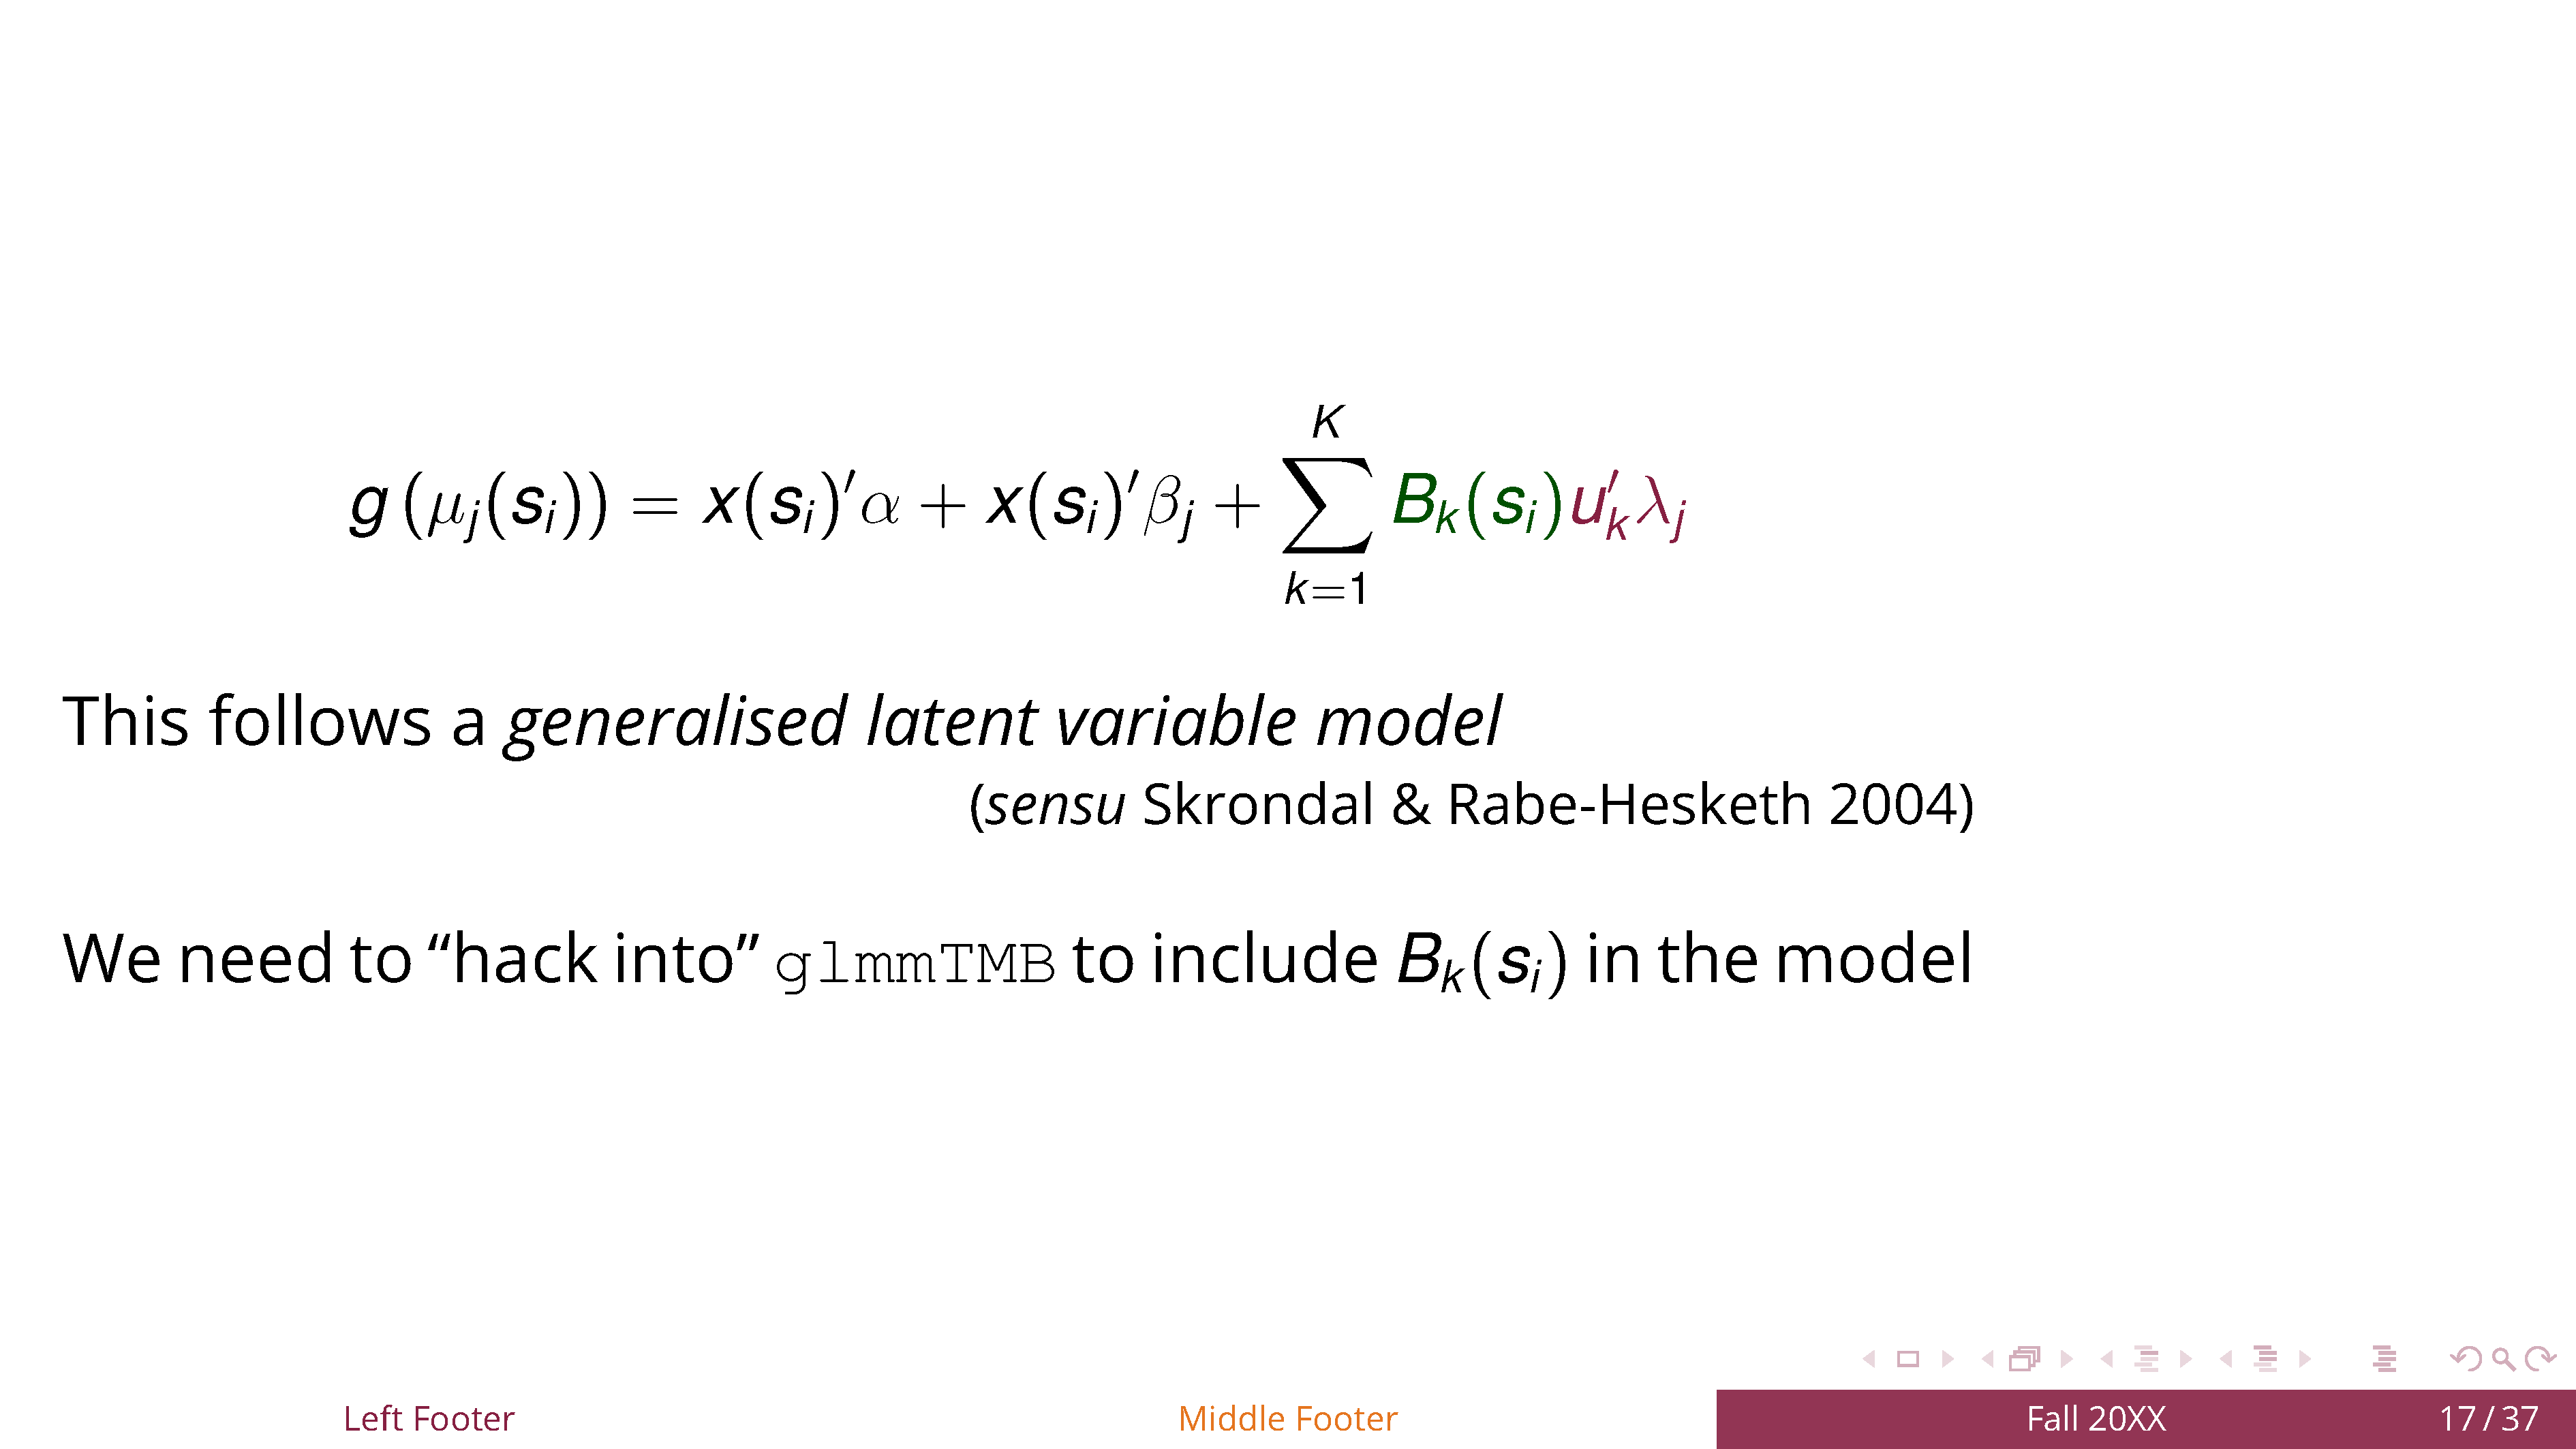 g (μ_j(s_i)) = x(s_i)′α + x(s_i)′β_j + ∑_{k=1}^{K} B_k(s_i)u′_kλ_j
This follows a generalised latent variable model
(sensu Skrondal & Rabe-Hesketh 2004)
We need to “hack into” glmmTMB to include B_k(s_i) in the model
Left Footer Middle Footer Fall 20XX 17 / 37